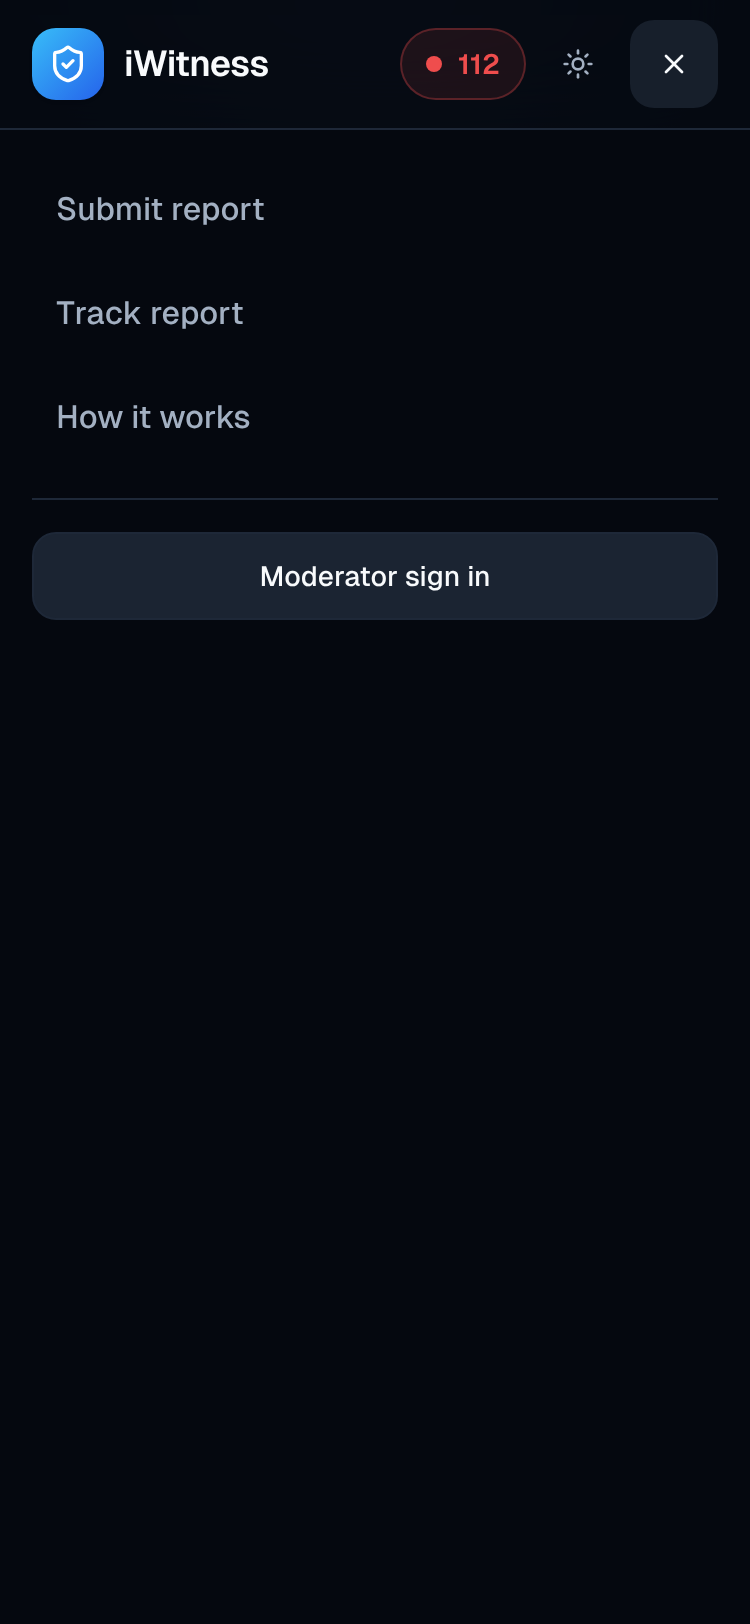 iWitness
112
Submit report
Track report
How it works
Moderator sign in